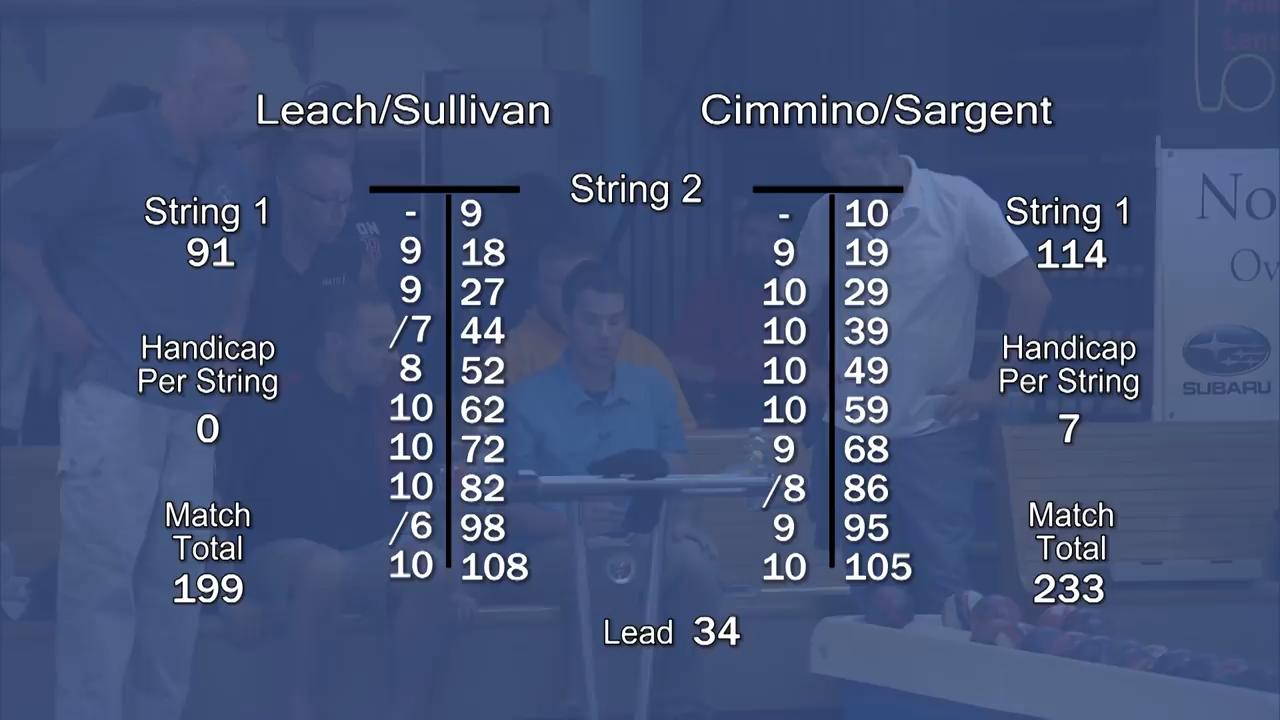 Leach/Sullivan
Cimmino/Sargent
String 2
String 1
91
Handicap
Per String
0
Match
Total
199
- 9
9 18
9 27
/7 44
8 52
10 62
10 72
10 82
/6 98
10 108
- 10
9 19
10 29
10 39
10 49
10 59
9 68
/8 86
9 95
10 105
String 1
114
Handicap
Per String
7
Match
Total
233
Lead 34
No
Ov
SUBARU